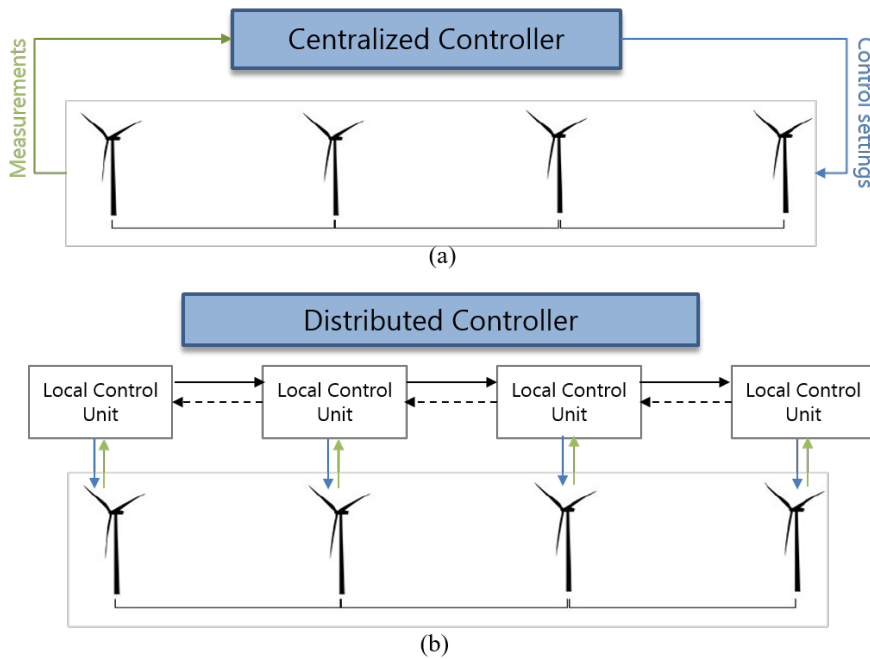 Centralized Controller
Measurements
Control settings
(a)
Distributed Controller
Local Control
Unit
Local Control
Unit
Local Control
Unit
Local Control
Unit
(b)